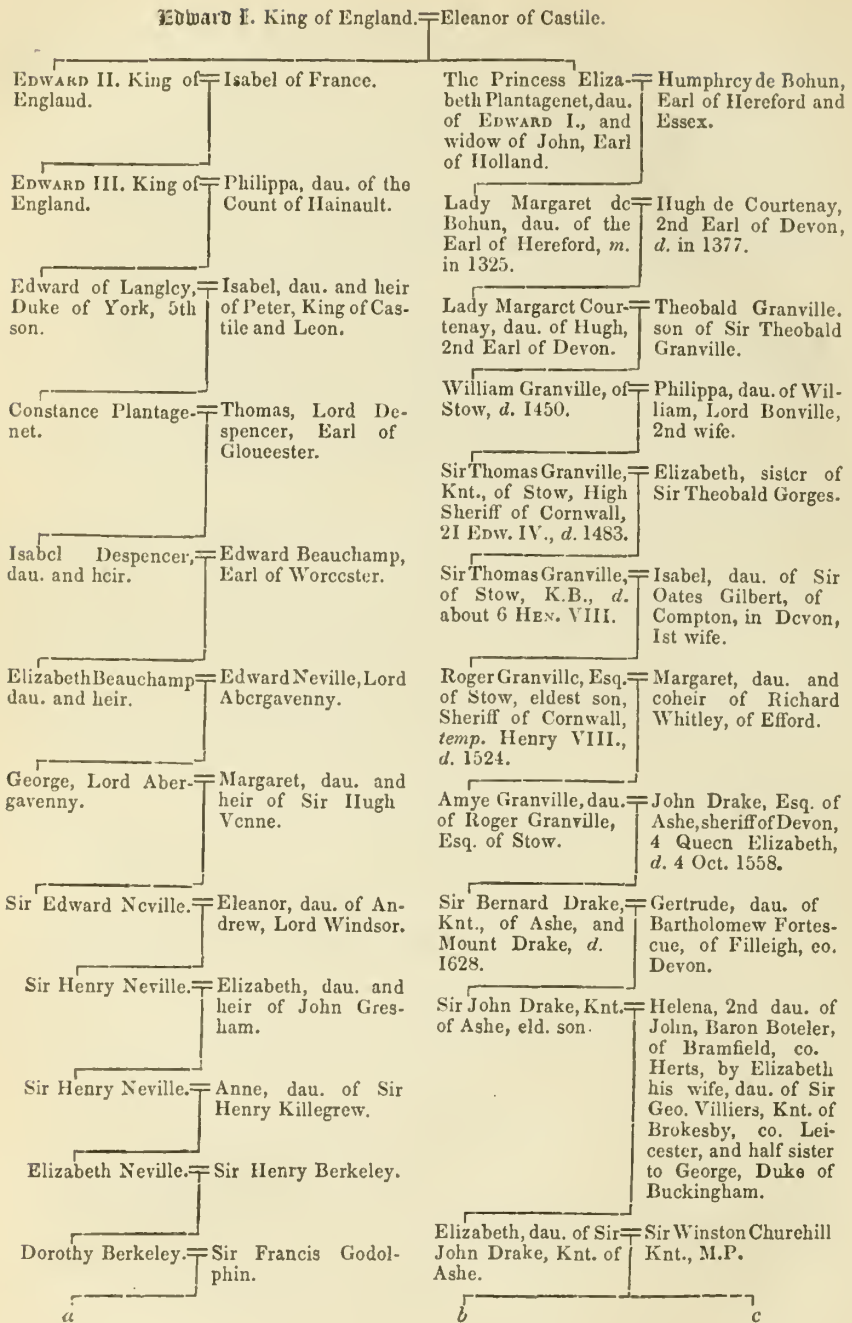 Edward I. King of England. = Eleanor of Castile.
EDWARD II. King of
England.
= Isabel of France.
EDWARD III. King of
England.
= Philippa, dau. of the
Count of Hainault.
Edward of Langley,
Duke of York, 5th
son.
= Isabel, dau. and heir
of Peter, King of Cas-
tile and Leon.
Constance Plantage-
net.
= Thomas, Lord De-
spencer, Earl of
Gloucester.
Isabel Despencer,
dau. and heir.
= Edward Beauchamp,
Earl of Worcester.
Elizabeth Beauchamp
dau. and heir.
= Edward Neville, Lord
Abergavenny.
George, Lord Aber-
gavenny.
= Margaret, dau. and
heir of Sir Hugh
Venne.
Sir Edward Neville.
= Eleanor, dau. of An-
drew, Lord Windsor.
Sir Henry Neville.
= Elizabeth, dau. and
heir of John Gres-
ham.
Sir Henry Neville.
= Anne, dau. of Sir
Henry Killegrew.
Elizabeth Neville. = Sir Henry Berkeley.
Dorothy Berkeley.
= Sir Francis Godol-
phin.
a
The Princess Eliza-
beth Plantagenet, dau.
of EDWARD I., and
widow of John, Earl
of Holland.
= Humphrey de Bohun,
Earl of Hereford and
Essex.
Lady Margaret de
Bohun, dau. of the
Earl of Hereford, m.
in 1325.
= Hugh de Courtenay,
2nd Earl of Devon,
d. in 1377.
Lady Margaret Cour-
tenay, dau. of Hugh,
2nd Earl of Devon.
= Theobald Granville.
son of Sir Theobald
Granville.
William Granville, of
Stow, d. 1450.
= Philippa, dau. of Wil-
liam, Lord Bonville,
2nd wife.
Sir Thomas Granville,
Knt., of Stow, High
Sheriff of Cornwall,
21 EDW. IV., d. 1483.
= Elizabeth, sister of
Sir Theobald Gorges.
Sir Thomas Granville,
of Stow, K.B., d.
about 6 HEN. VIII.
= Isabel, dau. of Sir
Oates Gilbert, of
Compton, in Devon,
1st wife.
Roger Granville, Esq.
of Stow, eldest son,
Sheriff of Cornwall,
temp. Henry VIII.,
d. 1524.
= Margaret, dau. and
coheir of Richard
Whitley, of Efford.
Amye Granville, dau.
of Roger Granville,
Esq. of Stow.
= John Drake, Esq. of
Ashe, sheriff of Devon,
4 Queen Elizabeth,
d. 4 Oct. 1558.
Sir Bernard Drake,
Knt., of Ashe, and
Mount Drake, d.
1628.
= Gertrude, dau. of
Bartholomew Fortes-
cue, of Filleigh, co.
Devon.
Sir John Drake, Knt.
of Ashe, eld. son.
= Helena, 2nd dau. of
John, Baron Boteler,
of Bramfield, co.
Herts, by Elizabeth
his wife, dau. of Sir
Geo. Villiers, Knt. of
Brokesby, co. Lei-
cester, and half sister
to George, Duke of
Buckingham.
Elizabeth, dau. of Sir
John Drake, Knt. of
Ashe.
= Sir Winston Churchill
Knt., M.P.
b c